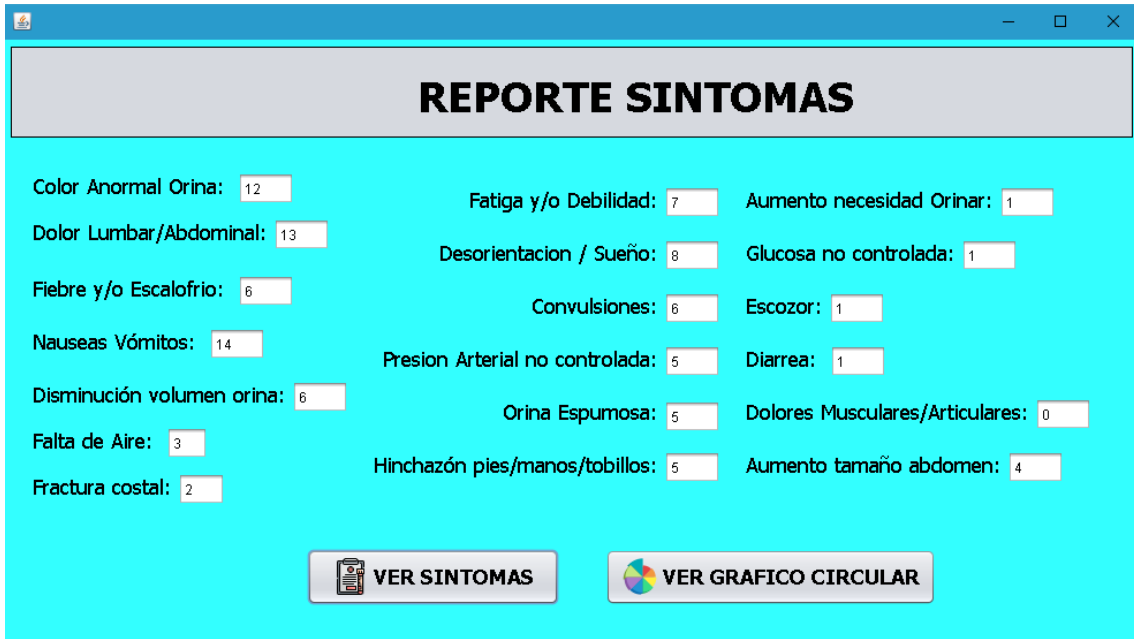 REPORTE SINTOMAS
Color Anormal Orina: 12
Dolor Lumbar/Abdominal: 13
Fiebre y/o Escalofrio: 6
Nauseas Vómitos: 14
Disminución volumen orina: 6
Falta de Aire: 3
Fractura costal: 2
Fatiga y/o Debilidad: 7
Desorientacion / Sueño: 8
Convulsiones: 6
Presion Arterial no controlada: 5
Orina Espumosa: 5
Hinchazón pies/manos/tobillos: 5
Aumento necesidad Orinar: 1
Glucosa no controlada: 1
Escozor: 1
Diarrea: 1
Dolores Musculares/Articulares: 0
Aumento tamaño abdomen: 4
VER SINTOMAS
VER GRAFICO CIRCULAR